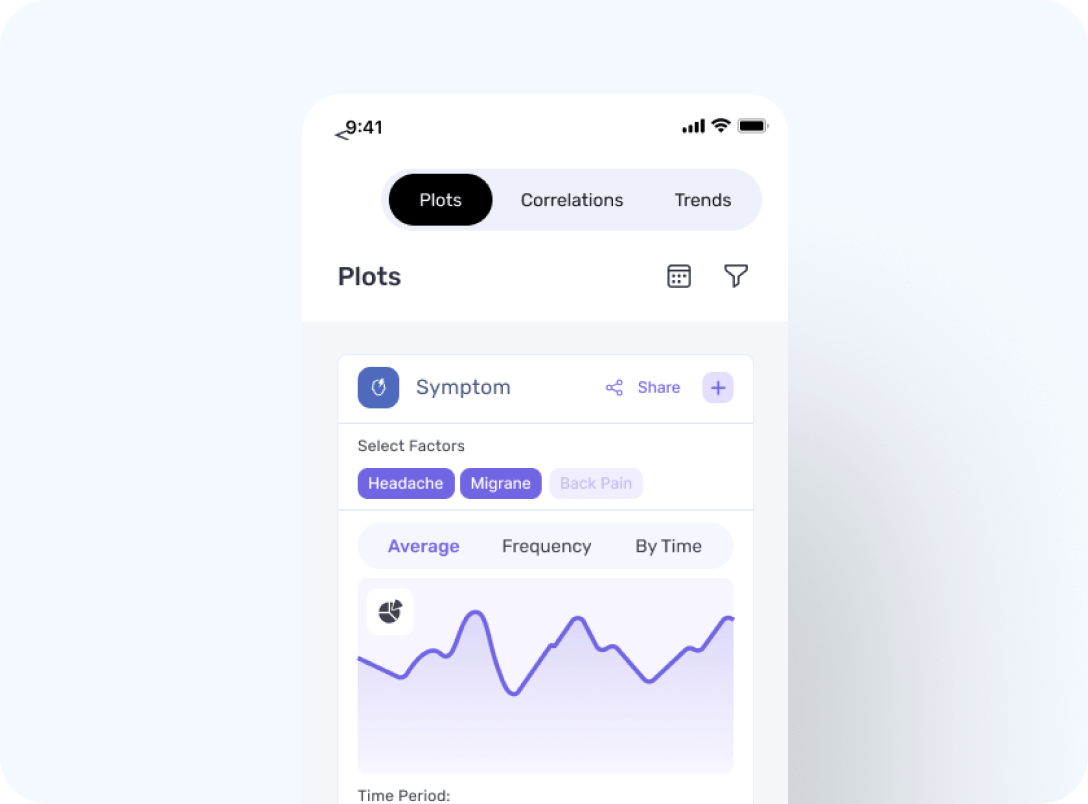 9:41
Plots Correlations Trends
Plots
Symptom Share +
Select Factors
Headache Migrane Back Pain
Average Frequency By Time
Time Period: